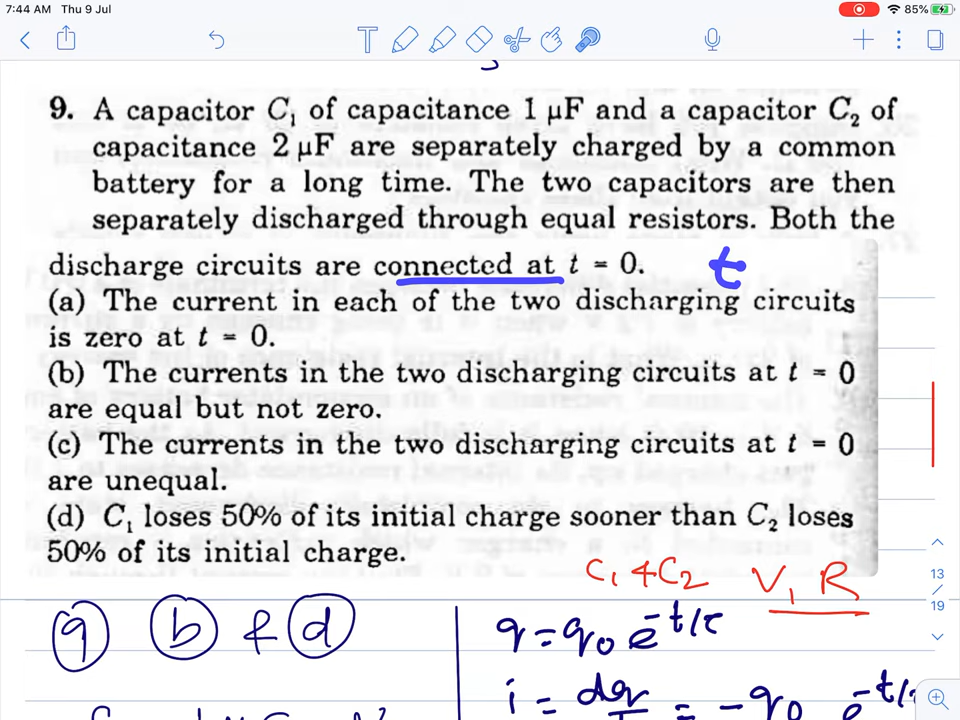 7:44 AM Thu 9 Jul
85%
9. A capacitor C₁ of capacitance 1 μF and a capacitor C₂ of
capacitance 2 μF are separately charged by a common
battery for a long time. The two capacitors are then
separately discharged through equal resistors. Both the
discharge circuits are connected at t = 0. t
(a) The current in each of the two discharging circuits
is zero at t = 0.
(b) The currents in the two discharging circuits at t = 0
are equal but not zero.
(c) The currents in the two discharging circuits at t = 0
are unequal.
(d) C₁ loses 50% of its initial charge sooner than C₂ loses
50% of its initial charge.
C₁ & C₂ V, R
13
/
19
9 b & d
q = q₀ e^-t/τ